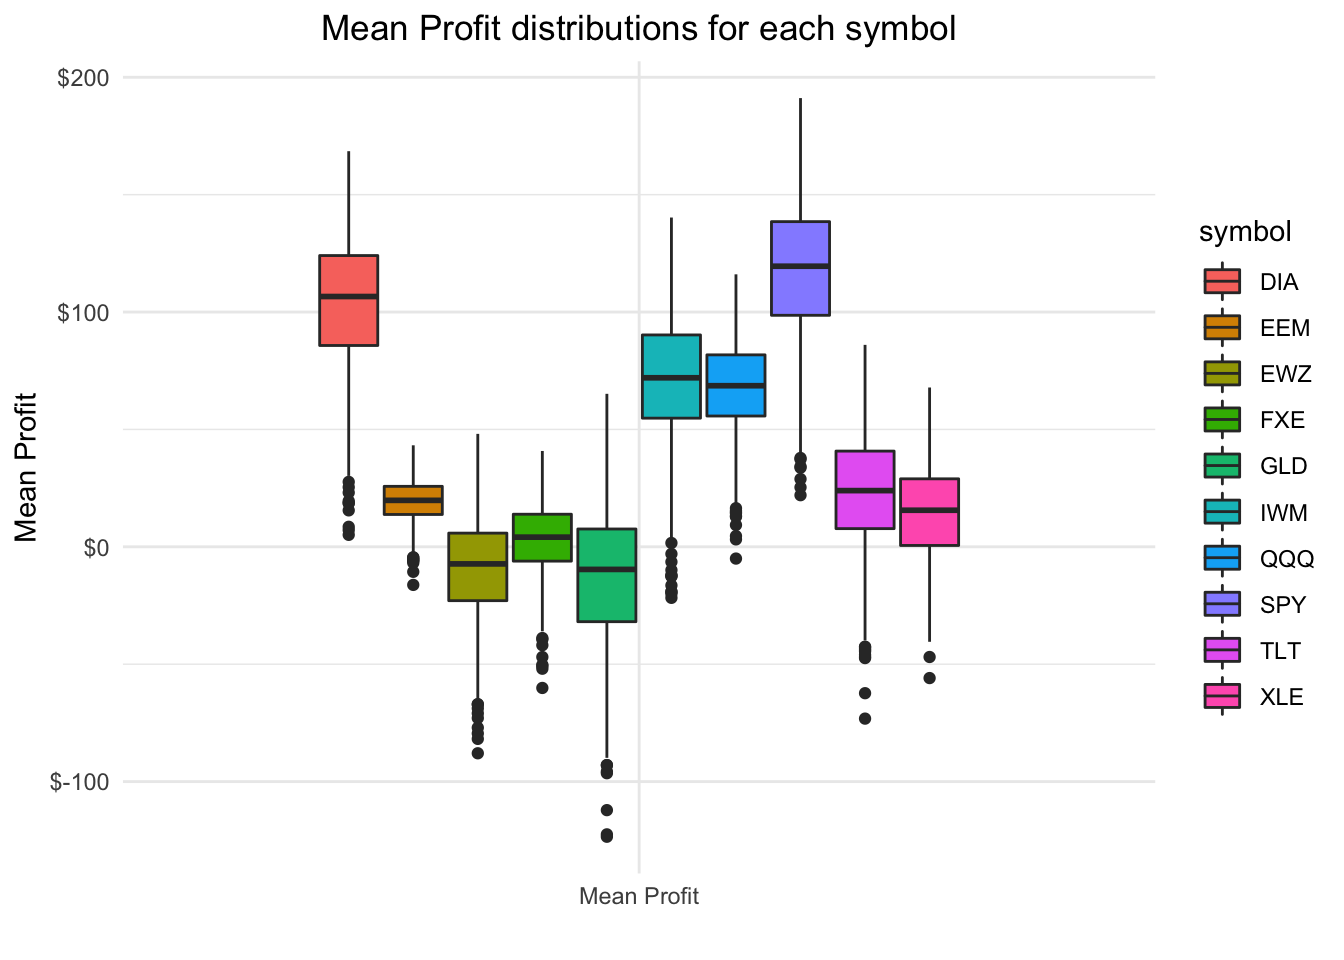 Mean Profit distributions for each symbol
$200
$100
$0
$-100
Mean Profit
Mean Profit
symbol
DIA
EEM
EWZ
FXE
GLD
IWM
QQQ
SPY
TLT
XLE